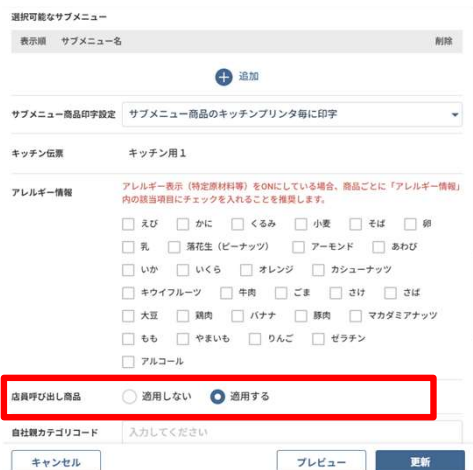 選択可能なサブメニュー
表示順 サブメニュー名 削除
追加
サブメニュー商品印字設定 サブメニュー商品のキッチンプリンタ毎に印字
キッチン伝票 キッチン用1
アレルギー情報 アレルギー表示（特定原材料等）をONにしている場合、商品ごとに「アレルギー情報」
内の該当項目にチェックを入れることを推奨します。
えび かに くるみ 小麦 そば 卵
乳 落花生（ピーナッツ） アーモンド あわび
いか いくら オレンジ カシューナッツ
キウイフルーツ 牛肉 ごま さけ さば
大豆 鶏肉 バナナ 豚肉 マカダミアナッツ
もも やまいも りんご ゼラチン
アルコール
店員呼び出し商品 適用しない 適用する
自社親カテゴリコード 入力してください
キャンセル プレビュー 更新